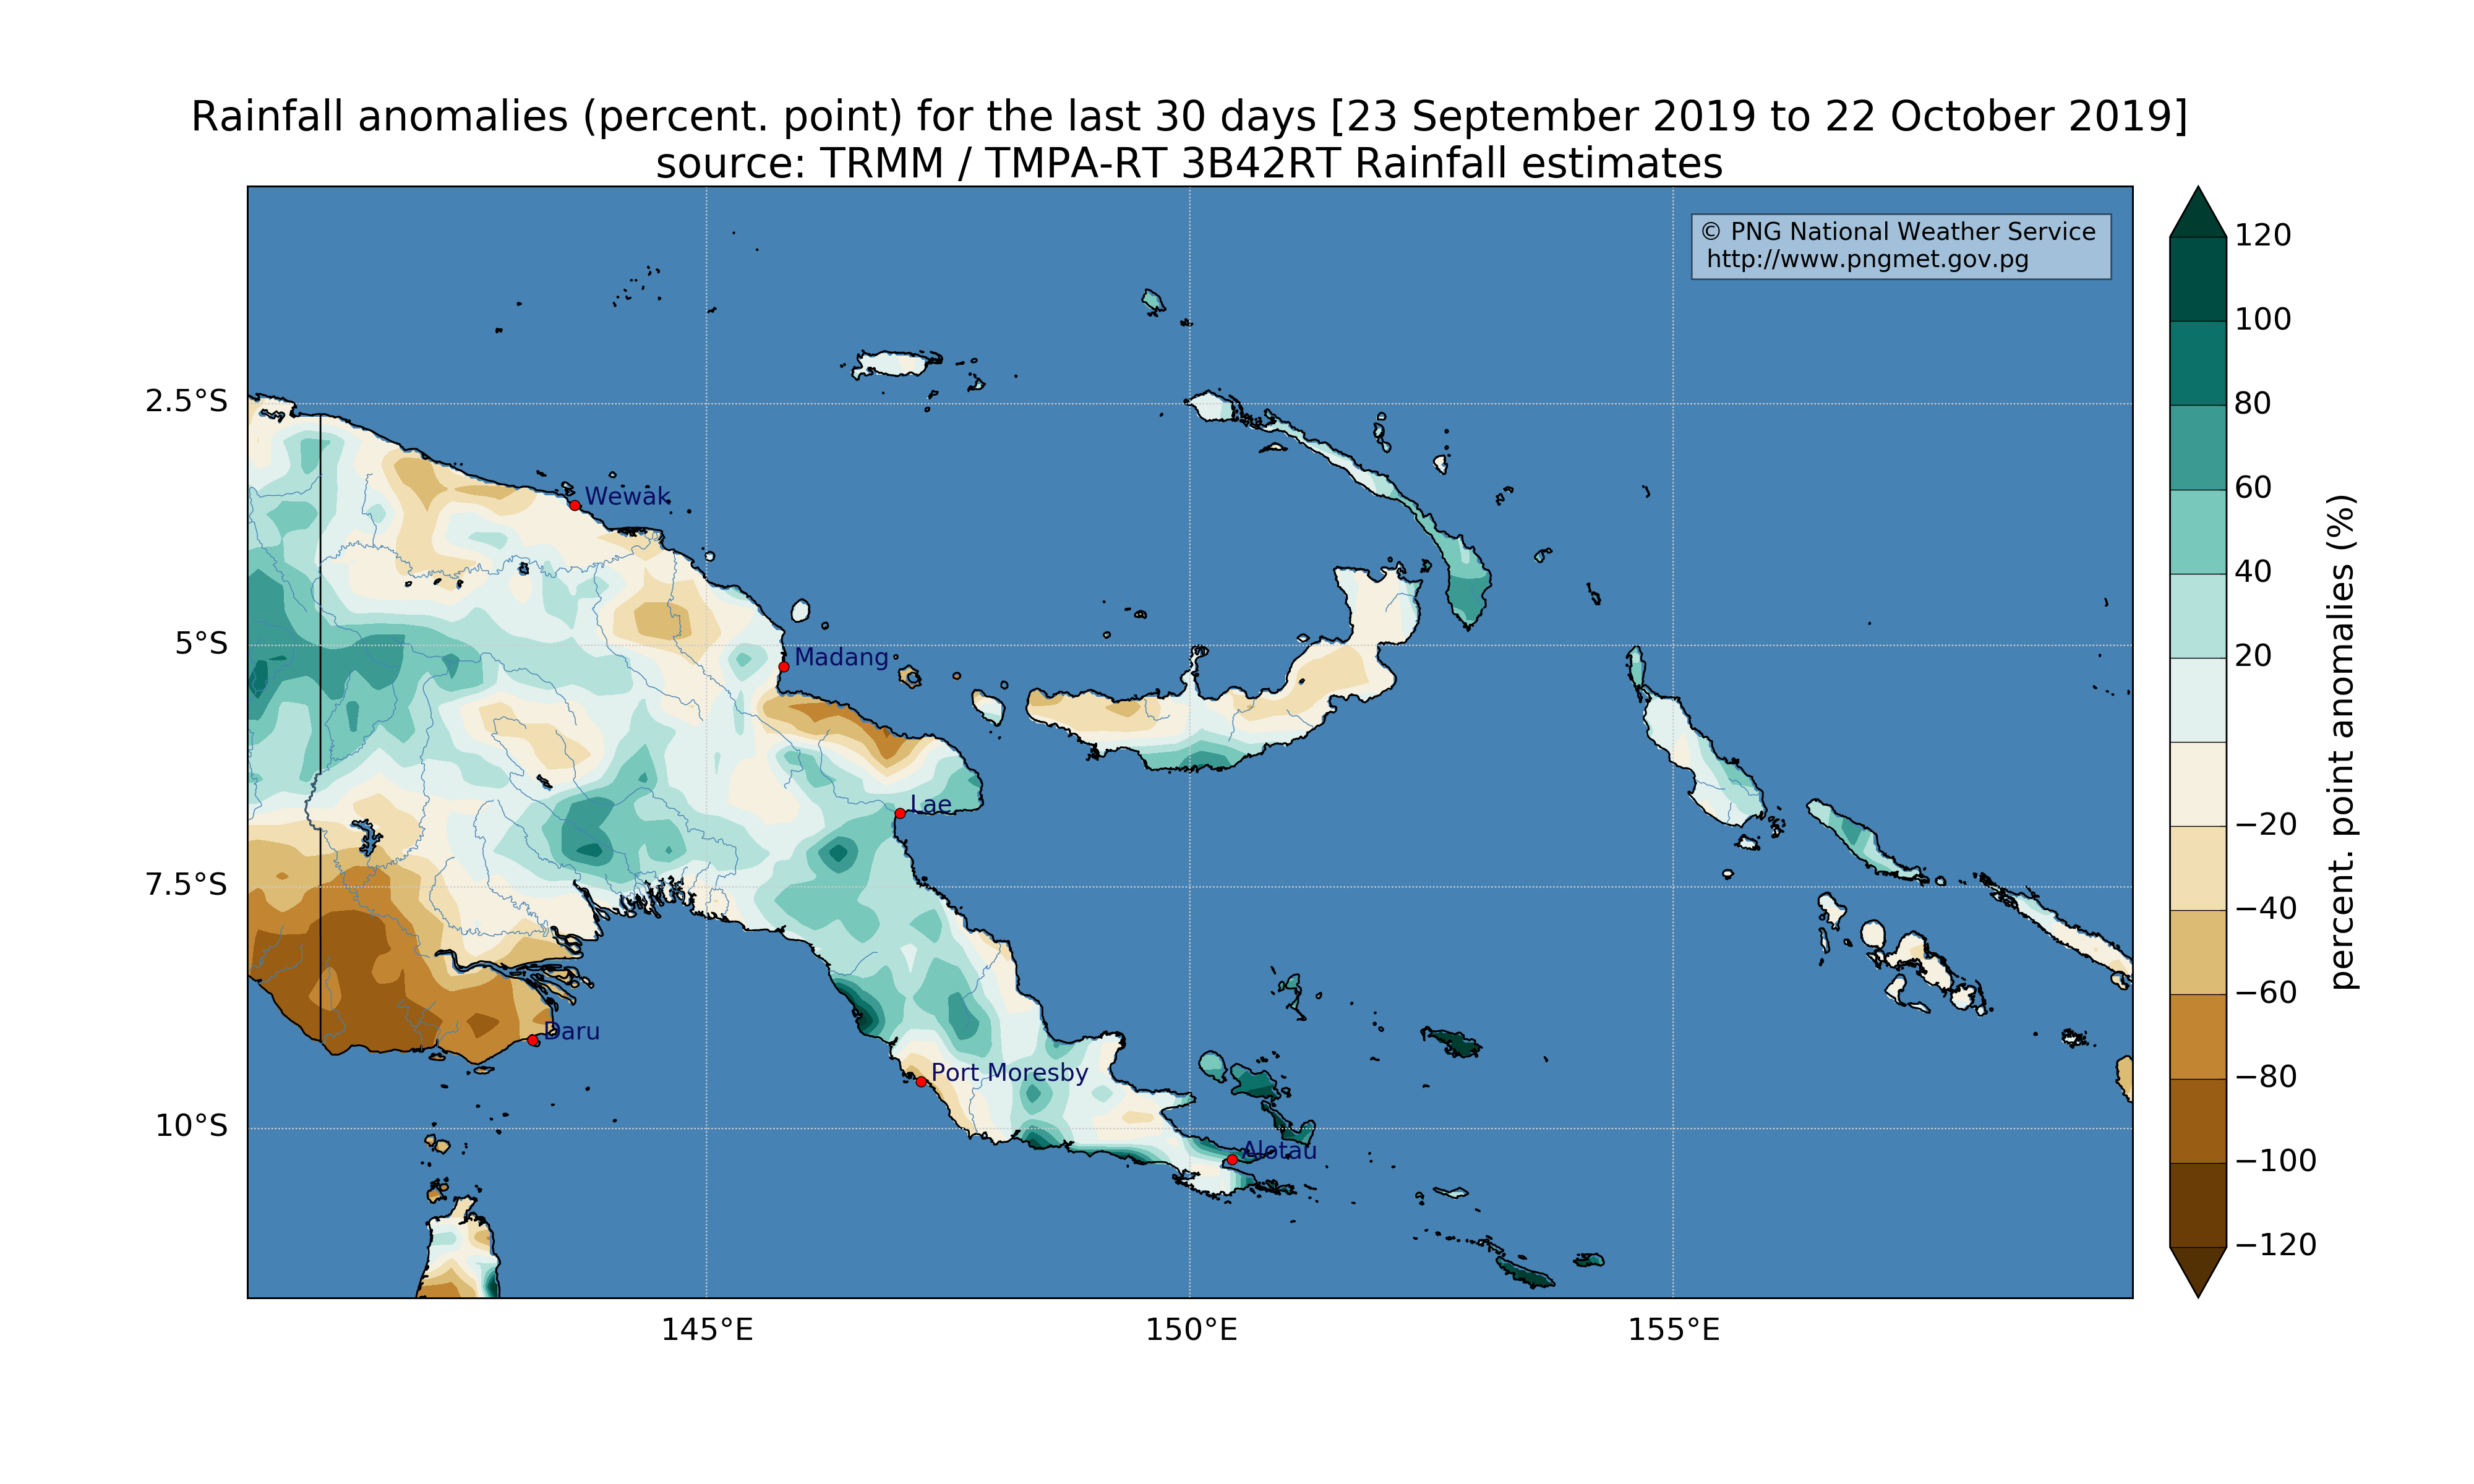 Rainfall anomalies (percent. point) for the last 30 days [23 September 2019 to 22 October 2019]
source: TRMM / TMPA-RT 3B42RT Rainfall estimates
© PNG National Weather Service
http://www.pngmet.gov.pg
2.5°S
5°S
7.5°S
10°S
Wewak
Madang
Lae
Daru
Port Moresby
Alotau
145°E
150°E
155°E
120
100
80
60
40
20
−20
−40
−60
−80
−100
−120
percent. point anomalies (%)